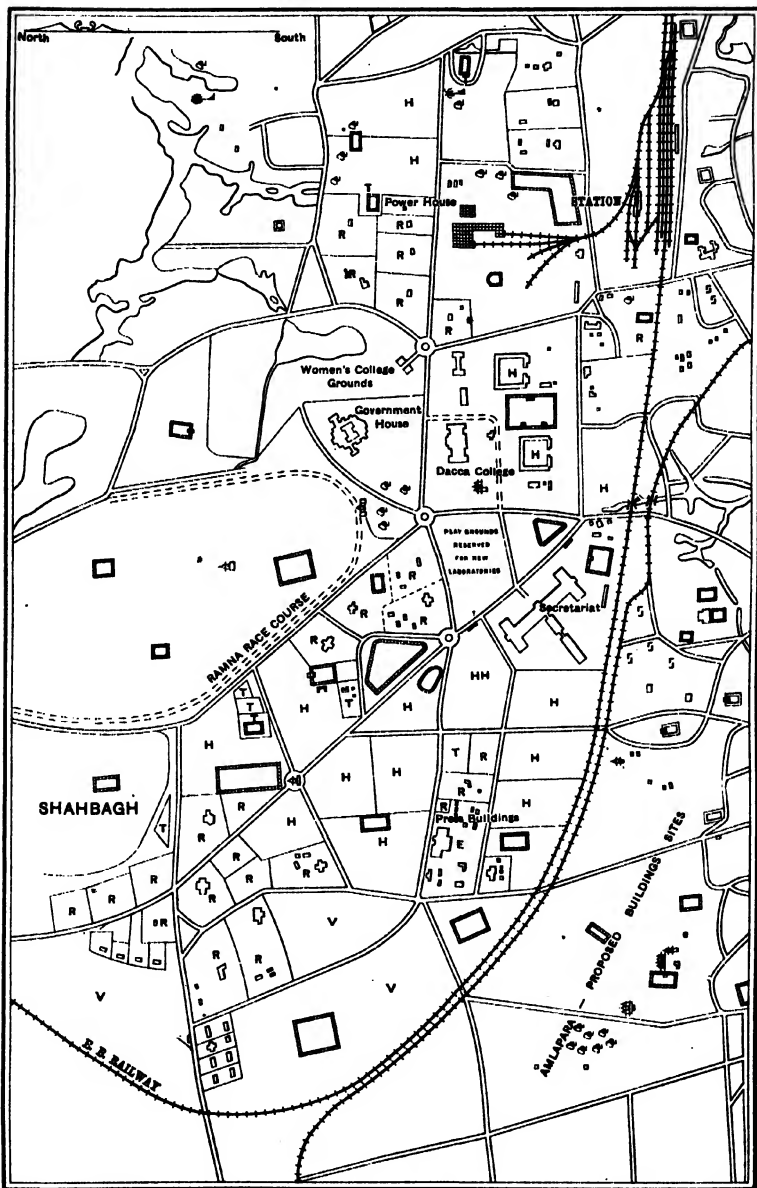 North
South
H
H
T
Power House
STATION
R
R
R
R
R
R
R
S
S
Women's College
Grounds
H
Government
House
Dacca College
H
H
PLAY GROUNDS
RESERVED
FOR NEW
LABORATORIES
R
R
R
R
Secretariat
RAMNA RACE COURSE
S
S
S
S
T
T
T
H
T
H
HH
H
H
H
H
T
R
H
SHAHBAGH
T
R
R
H
H
R
Press Buildings
H
E
R
R
R
R
R
R
R
R
R
R
V
V
V
AMLAPARA – PROPOSED BUILDINGS SITES
E. B. RAILWAY